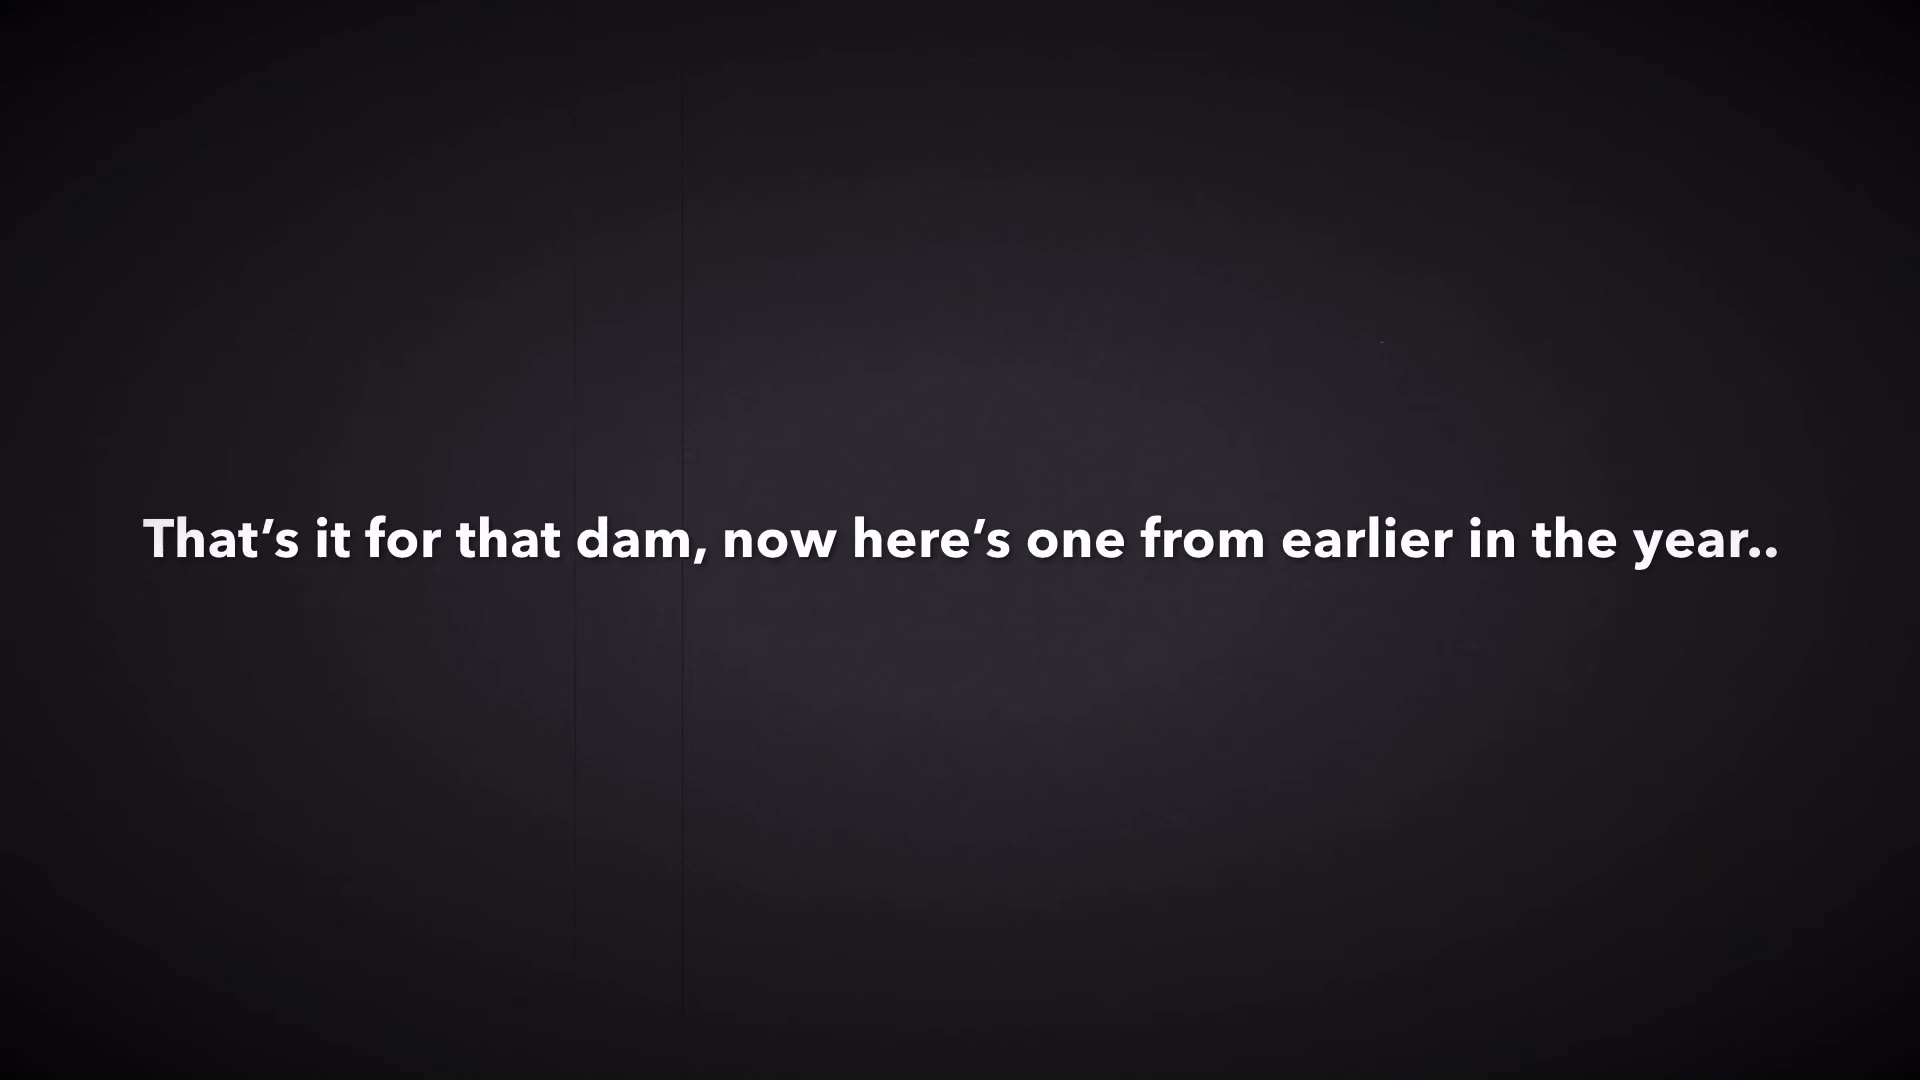 That’s it for that dam, now here’s one from earlier in the year..